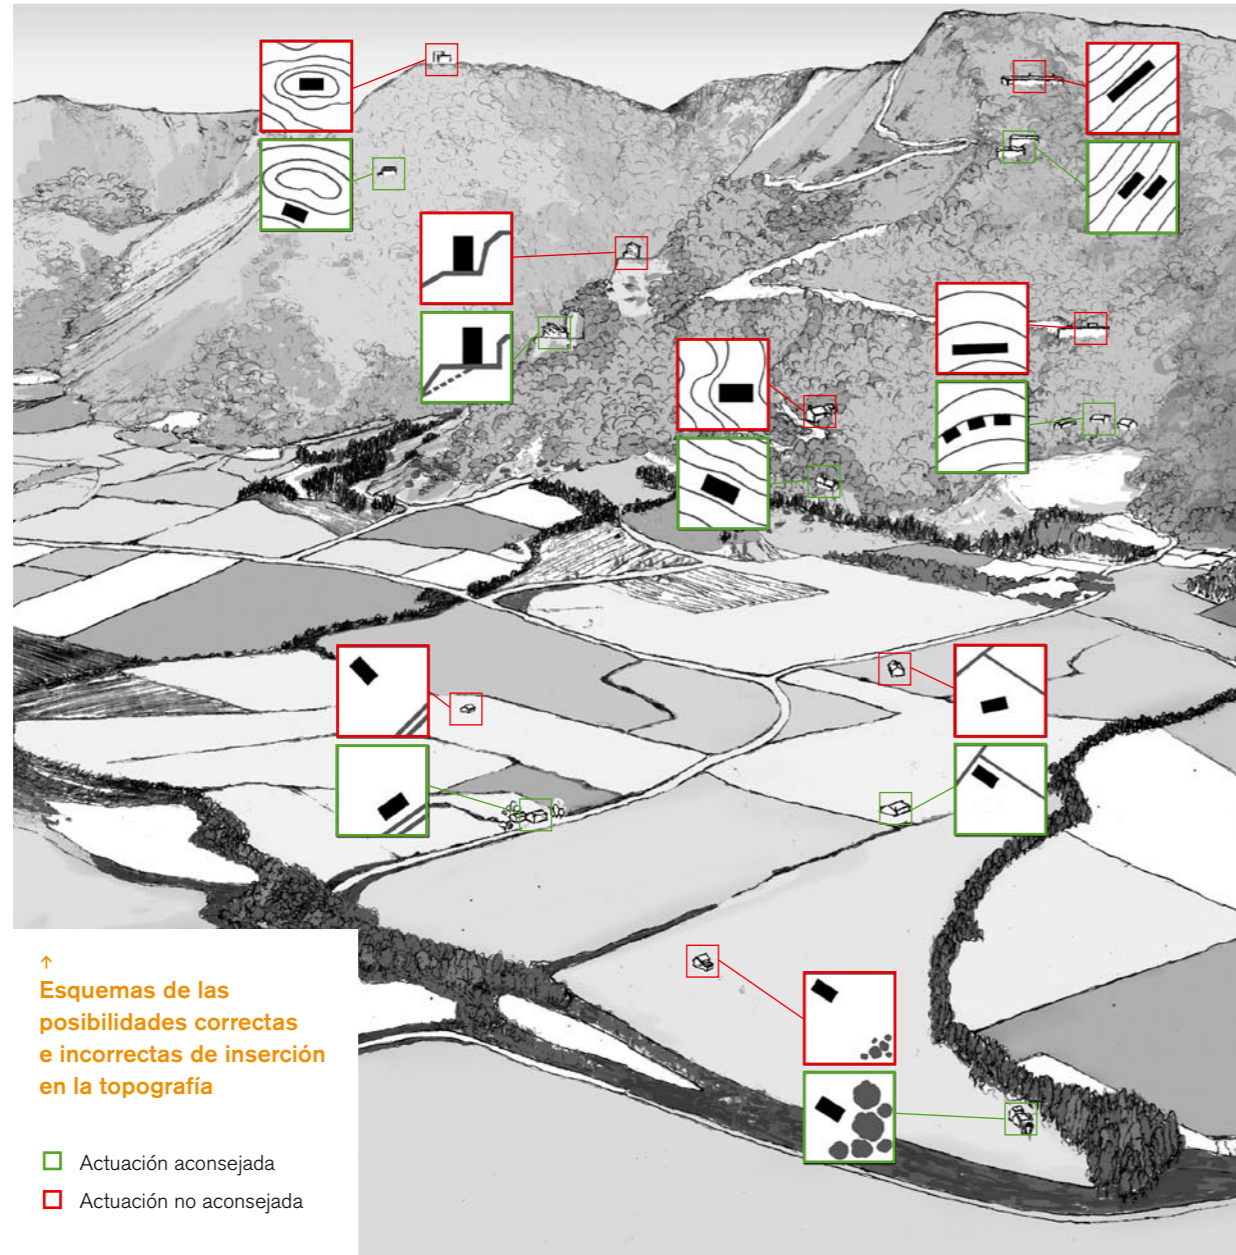 ↑
Esquemas de las
posibilidades correctas
e incorrectas de inserción
en la topografía
Actuación aconsejada
Actuación no aconsejada